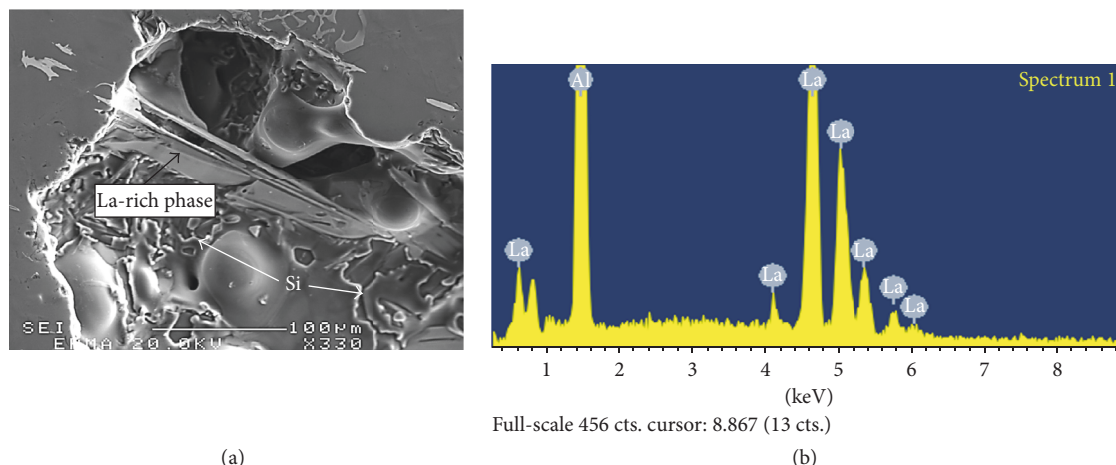 La-rich phase
Si
SEI
100μm
EPMA 20.0KV
X330
(a)
Spectrum 1
Al
La
La
La
La
La
La
La
1
2
3
4
5
6
7
8
(keV)
Full-scale 456 cts. cursor: 8.867 (13 cts.)
(b)